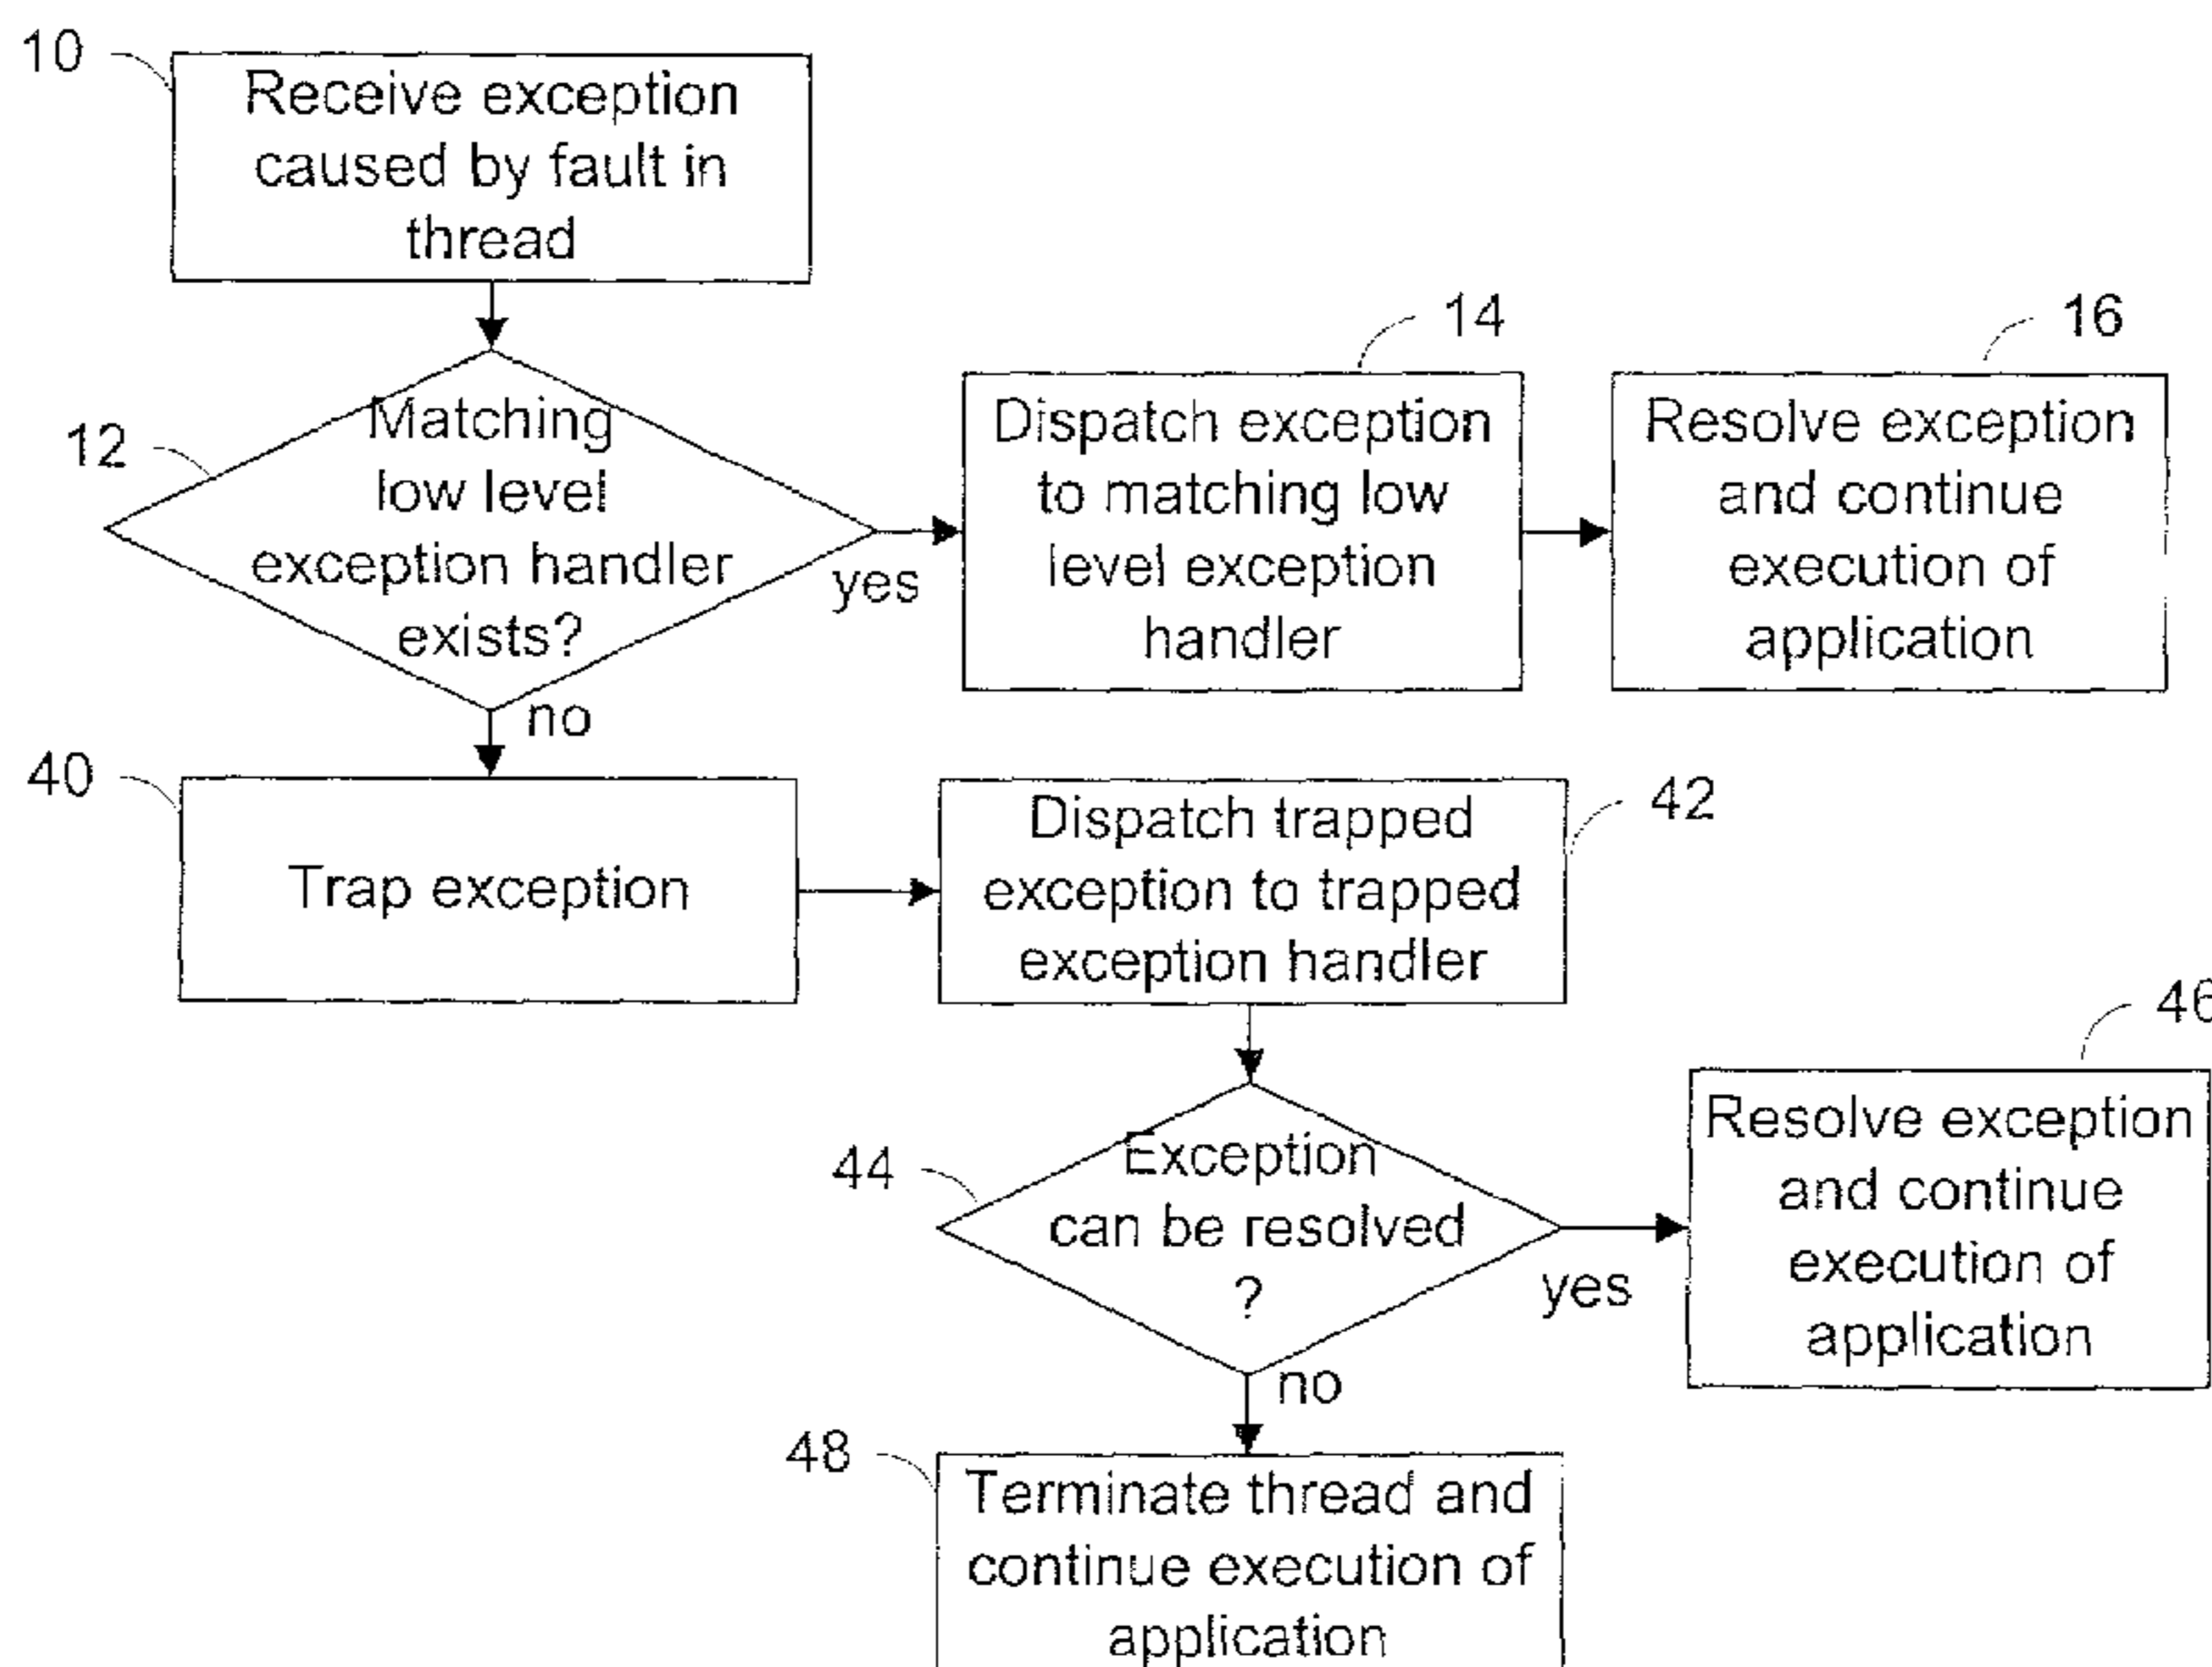 10
Receive exception
caused by fault in
thread
12
Matching
low level
exception handler
exists?
yes
no
14
Dispatch exception
to matching low
level exception
handler
16
Resolve exception
and continue
execution of
application
40
Trap exception
42
Dispatch trapped
exception to trapped
exception handler
44
Exception
can be resolved
?
yes
no
46
Resolve exception
and continue
execution of
application
48
Terminate thread and
continue execution of
application